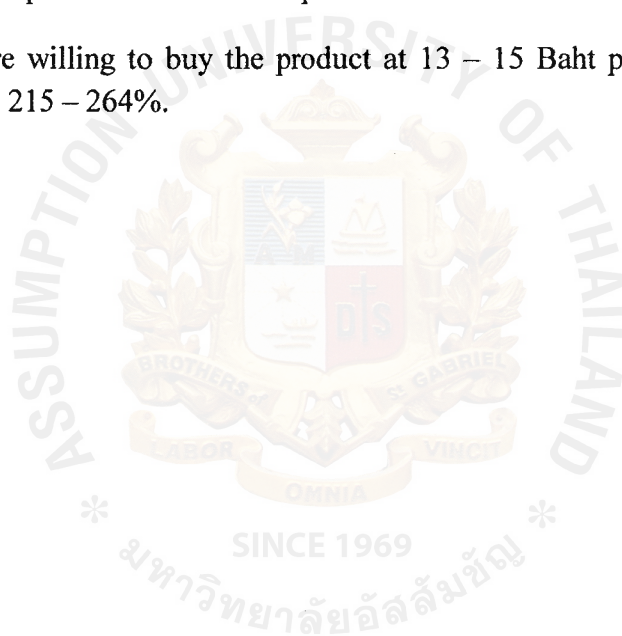 re willing to buy the product at 13 – 15 Baht p
215 – 264%.
ASSUMPTION UNIVERSITY OF THAILAND
A M
D S
BROTHERS of St GABRIEL
LABOR
VINCIT
OMNIA
SINCE 1969
มหาวิทยาลัยอัสสัมชัญ